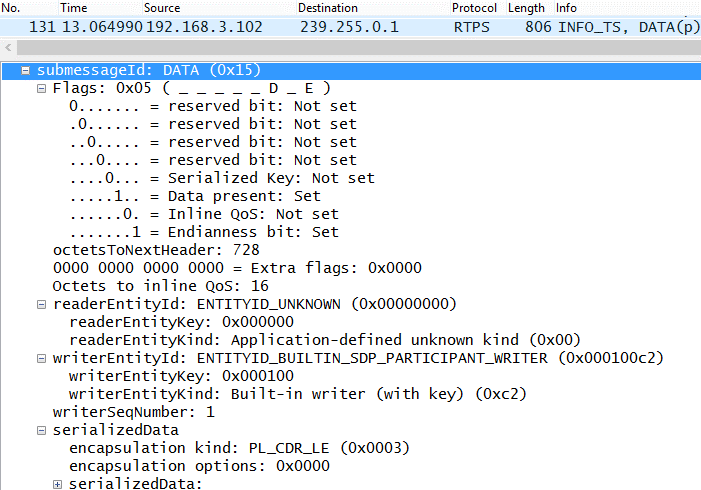 No. Time Source Destination Protocol Length Info
131 13.064990 192.168.3.102 239.255.0.1 RTPS 806 INFO_TS, DATA(p)
submessageId: DATA (0x15)
Flags: 0x05 ( _ _ _ _ _ D _ E )
0....... = reserved bit: Not set
.0...... = reserved bit: Not set
..0..... = reserved bit: Not set
...0.... = reserved bit: Not set
....0... = Serialized Key: Not set
.....1.. = Data present: Set
......0. = Inline QoS: Not set
.......1 = Endianness bit: Set
octetsToNextHeader: 728
0000 0000 0000 0000 = Extra flags: 0x0000
Octets to inline QoS: 16
readerEntityId: ENTITYID_UNKNOWN (0x00000000)
readerEntityKey: 0x000000
readerEntityKind: Application-defined unknown kind (0x00)
writerEntityId: ENTITYID_BUILTIN_SDP_PARTICIPANT_WRITER (0x000100c2)
writerEntityKey: 0x000100
writerEntityKind: Built-in writer (with key) (0xc2)
writerSeqNumber: 1
serializedData
encapsulation kind: PL_CDR_LE (0x0003)
encapsulation options: 0x0000
serializedData: